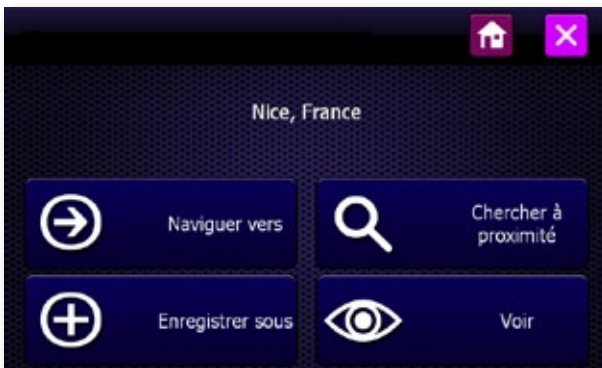 Nice, France
Naviguer vers
Chercher à
proximité
Enregistrer sous
Voir